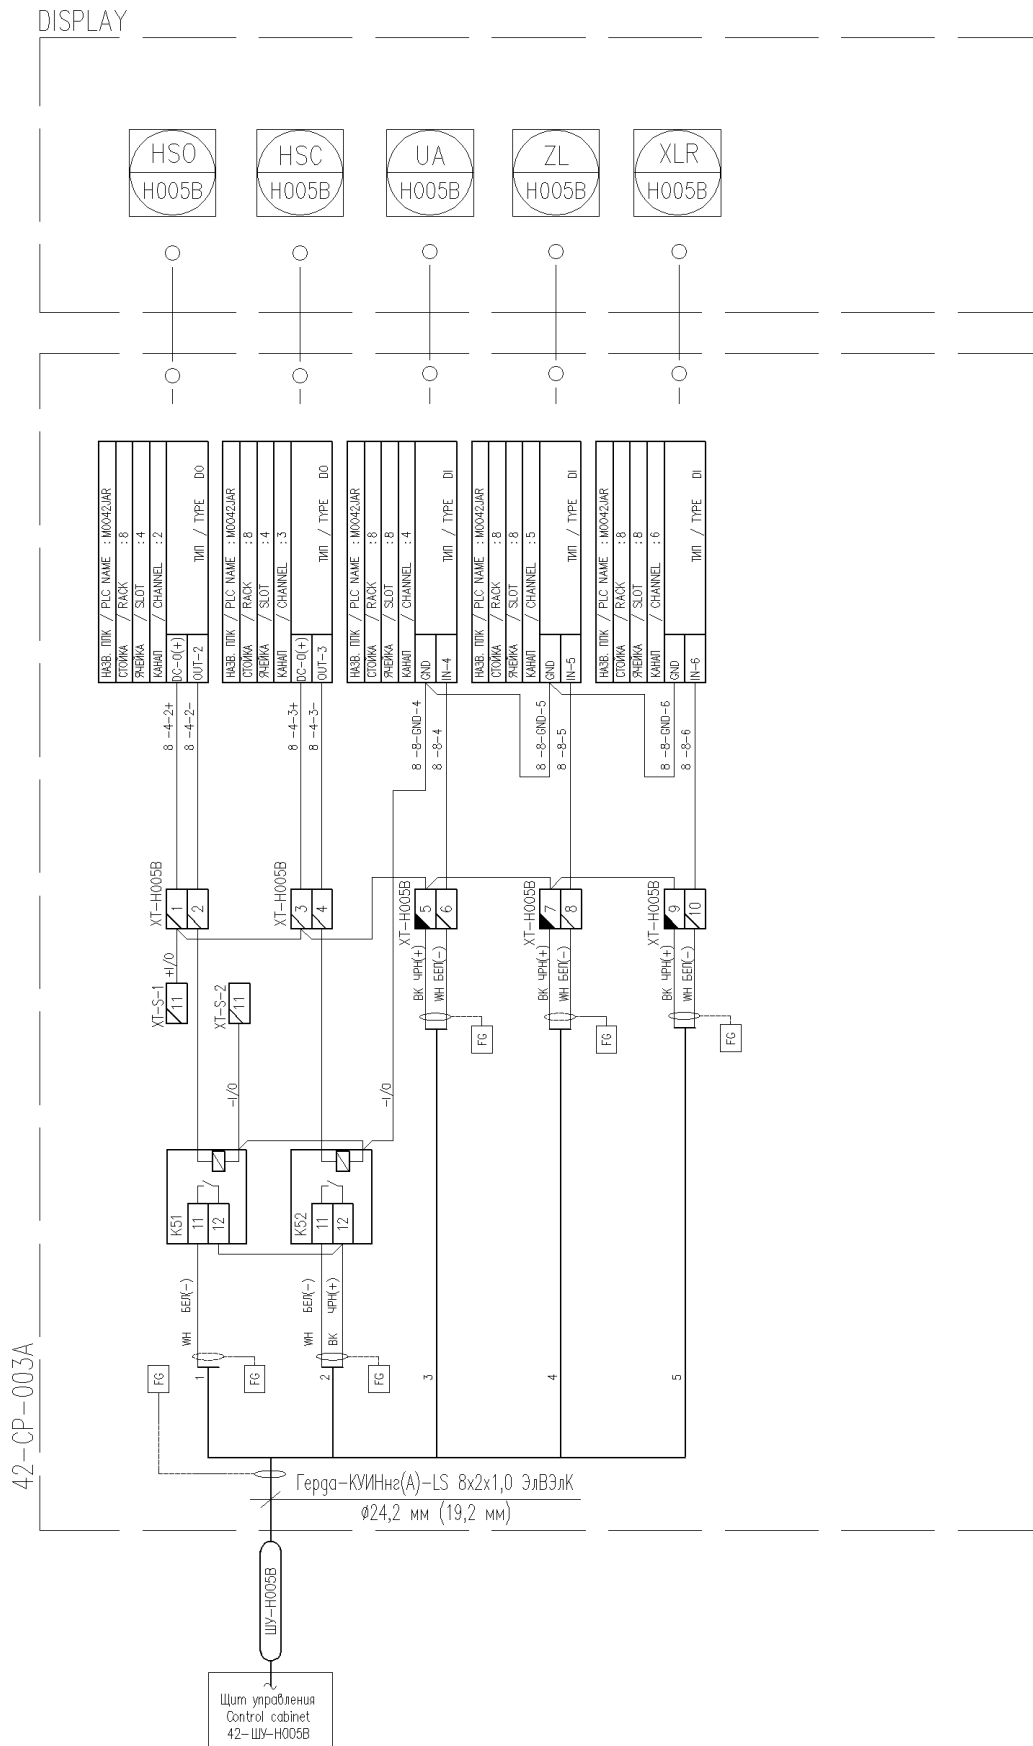 DISPLAY
HSO
H005B
HSC
H005B
UA
H005B
ZL
H005B
XLR
H005B
НАЗВ. ППК / PLC NAME : M0042JAR
СТОЙКА / RACK : 8
ЯЧЕЙКА / SLOT : 4
КАНАЛ / CHANNEL : 2
ТИП / TYPE DO
DC-0(+)
OUT-2
НАЗВ. ППК / PLC NAME : M0042JAR
СТОЙКА / RACK : 8
ЯЧЕЙКА / SLOT : 4
КАНАЛ / CHANNEL : 3
ТИП / TYPE DO
DC-0(+)
OUT-3
НАЗВ. ППК / PLC NAME : M0042JAR
СТОЙКА / RACK : 8
ЯЧЕЙКА / SLOT : 8
КАНАЛ / CHANNEL : 4
ТИП / TYPE DI
GND
IN-4
НАЗВ. ППК / PLC NAME : M0042JAR
СТОЙКА / RACK : 8
ЯЧЕЙКА / SLOT : 8
КАНАЛ / CHANNEL : 5
ТИП / TYPE DI
GND
IN-5
НАЗВ. ППК / PLC NAME : M0042JAR
СТОЙКА / RACK : 8
ЯЧЕЙКА / SLOT : 8
КАНАЛ / CHANNEL : 6
ТИП / TYPE DI
GND
IN-6
8 -4-2+
8 -4-2-
8 -4-3+
8 -4-3-
8 -8-GND-4
8 -8-4
8 -8-GND-5
8 -8-5
8 -8-GND-6
8 -8-6
XT-H005B
1
2
XT-H005B
3
4
XT-H005B
5
6
XT-H005B
7
8
XT-H005B
9
10
+I/O
XT-S-1
11
XT-S-2
11
-I/O
-I/O
BK ЧРН(+)
WH БЕЛ(-)
BK ЧРН(+)
WH БЕЛ(-)
BK ЧРН(+)
WH БЕЛ(-)
FG
FG
FG
K51
11
12
K52
11
12
WH БЕЛ(-)
WH БЕЛ(-)
BK ЧРН(+)
FG
FG
FG
1
2
3
4
5
42-CP-003A
Герда-КУИНнг(А)-LS 8x2x1,0 ЭлВЭлК
ø24,2 мм (19,2 мм)
ШУ-H005B
Щит управления
Control cabinet
42-ШУ-H005B